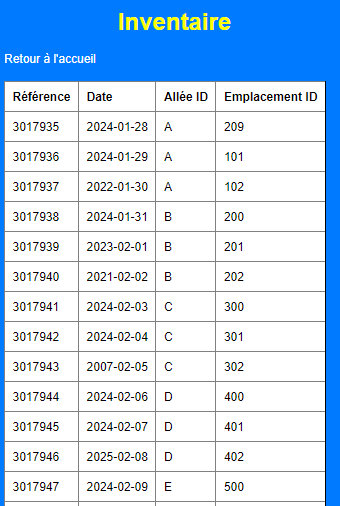 Inventaire
Retour à l'accueil
Référence Date Allée ID Emplacement ID
3017935 2024-01-28 A 209
3017936 2024-01-29 A 101
3017937 2022-01-30 A 102
3017938 2024-01-31 B 200
3017939 2023-02-01 B 201
3017940 2021-02-02 B 202
3017941 2024-02-03 C 300
3017942 2024-02-04 C 301
3017943 2007-02-05 C 302
3017944 2024-02-06 D 400
3017945 2024-02-07 D 401
3017946 2025-02-08 D 402
3017947 2024-02-09 E 500